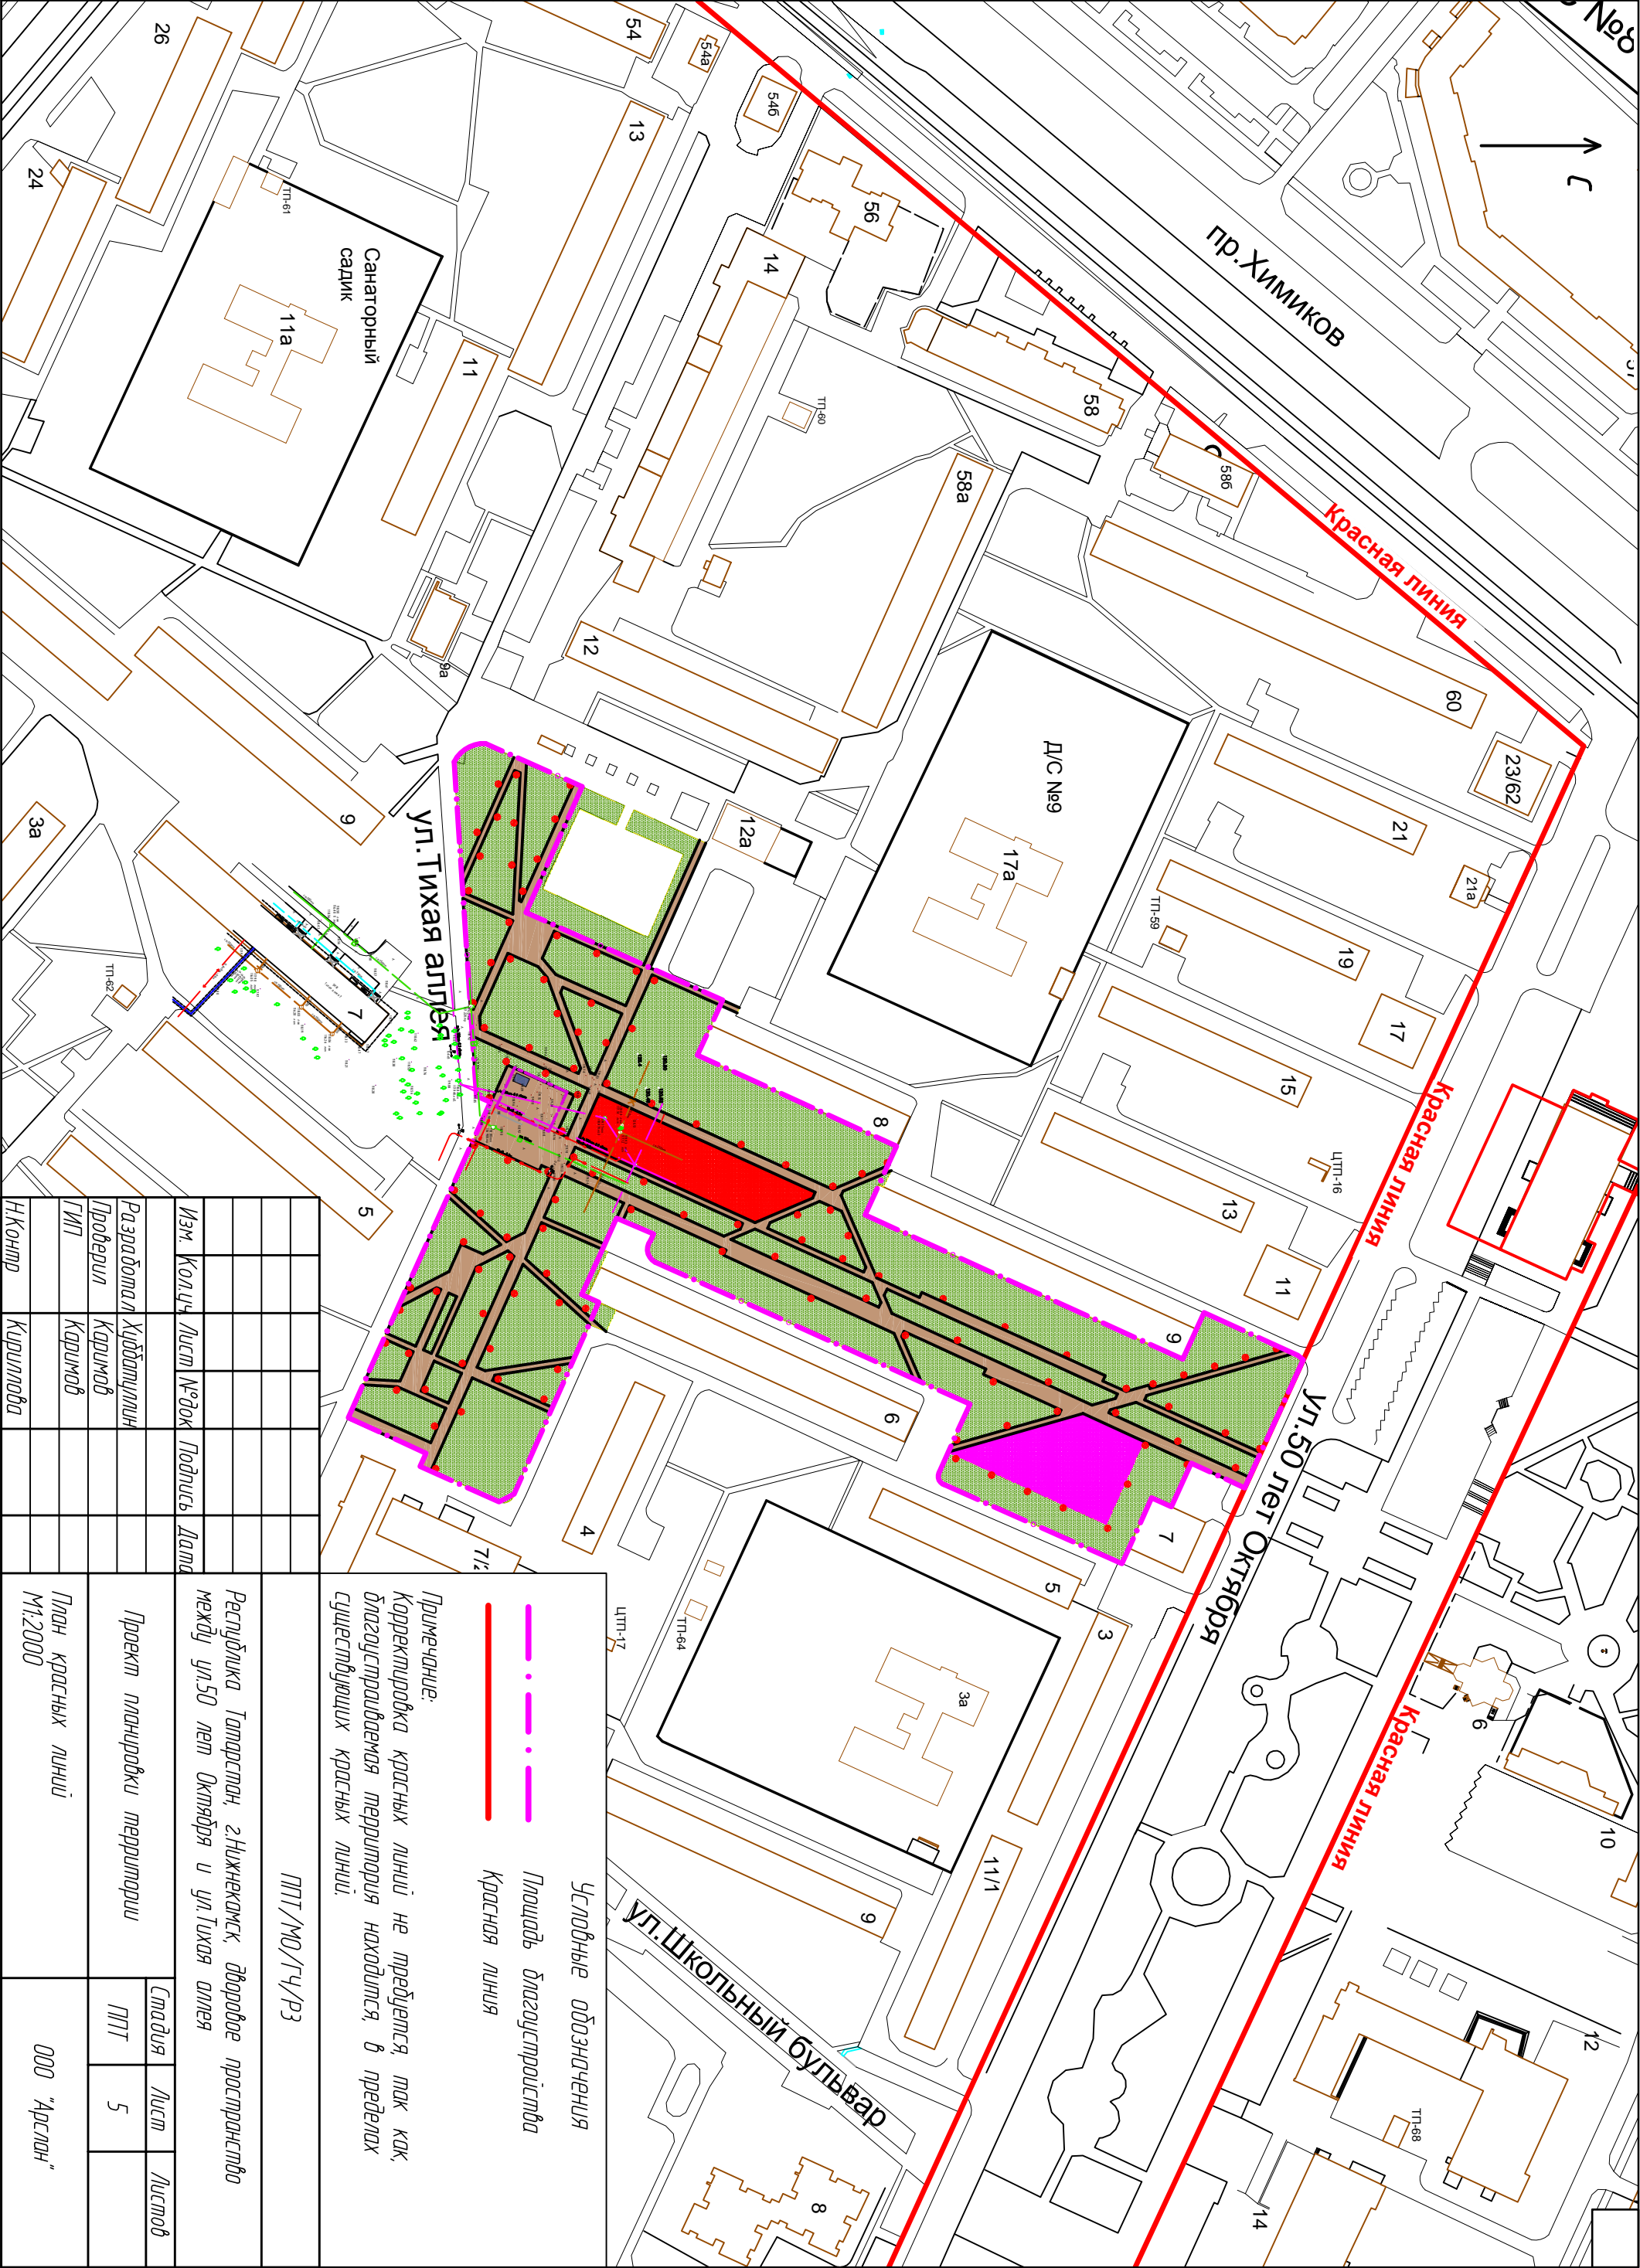 С
пр.Химиков
Красная линия
Красная линия
Красная линия
ул.50 лет Октября
ул.Тихая аллея
ул.Школьный бульвар
Санаторный
садик
11а
Д/С №9
17а
26
24
54
54а
54б
13
56
14
11
58
58б
58а
60
12
9а
9
3а
7
5
12а
23/62
21
21а
19
17
15
13
11
8
9
6
4
7
5
3
3а
11/1
9
8
6
10
12
14
ТП-61
ТП-60
ТП-59
ТП-62
ЦТП-16
ЦТП-17
ТП-64
ТП-68
Условные обозначения
Площадь благоустройства
Красная линия
Примечание:
Корректировка красных линий не требуется, так как,
благоустраиваемая территория находится, в пределах
существующих красных линий.
ППТ/МО/ГЧ/РЗ
Республика Татарстан, г.Нижнекамск, дворовое пространство
между ул.50 лет Октября и ул.Тихая аллея
Изм. Кол.уч Лист №док Подпись Дата
Разработал Хуббатуллин
Проверил Каримов
ГИП Каримов
Н.Контр Кириллова
Проект планировки территории
Стадия Лист Листов
ППТ 5
План красных линий
М1:2000
ООО "Арслан"